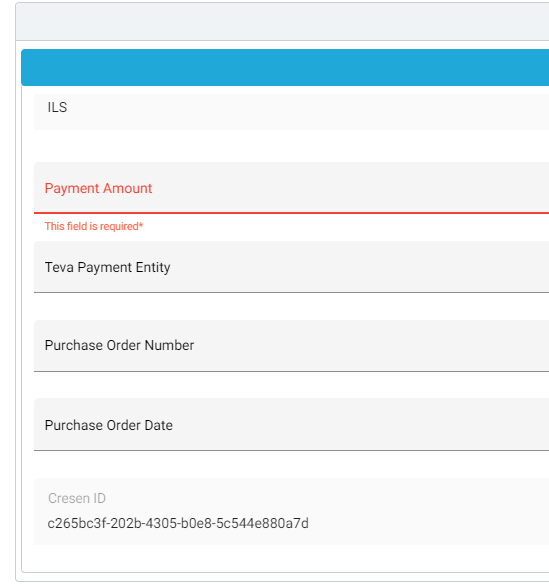 ILS
Payment Amount
This field is required*
Teva Payment Entity
Purchase Order Number
Purchase Order Date
Cresen ID
c265bc3f-202b-4305-b0e8-5c544e880a7d